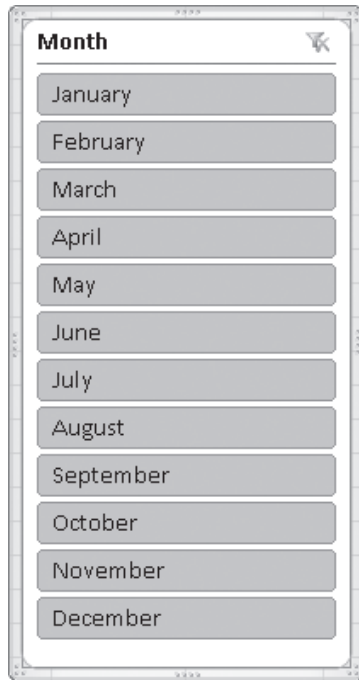 Month
January
February
March
April
May
June
July
August
September
October
November
December